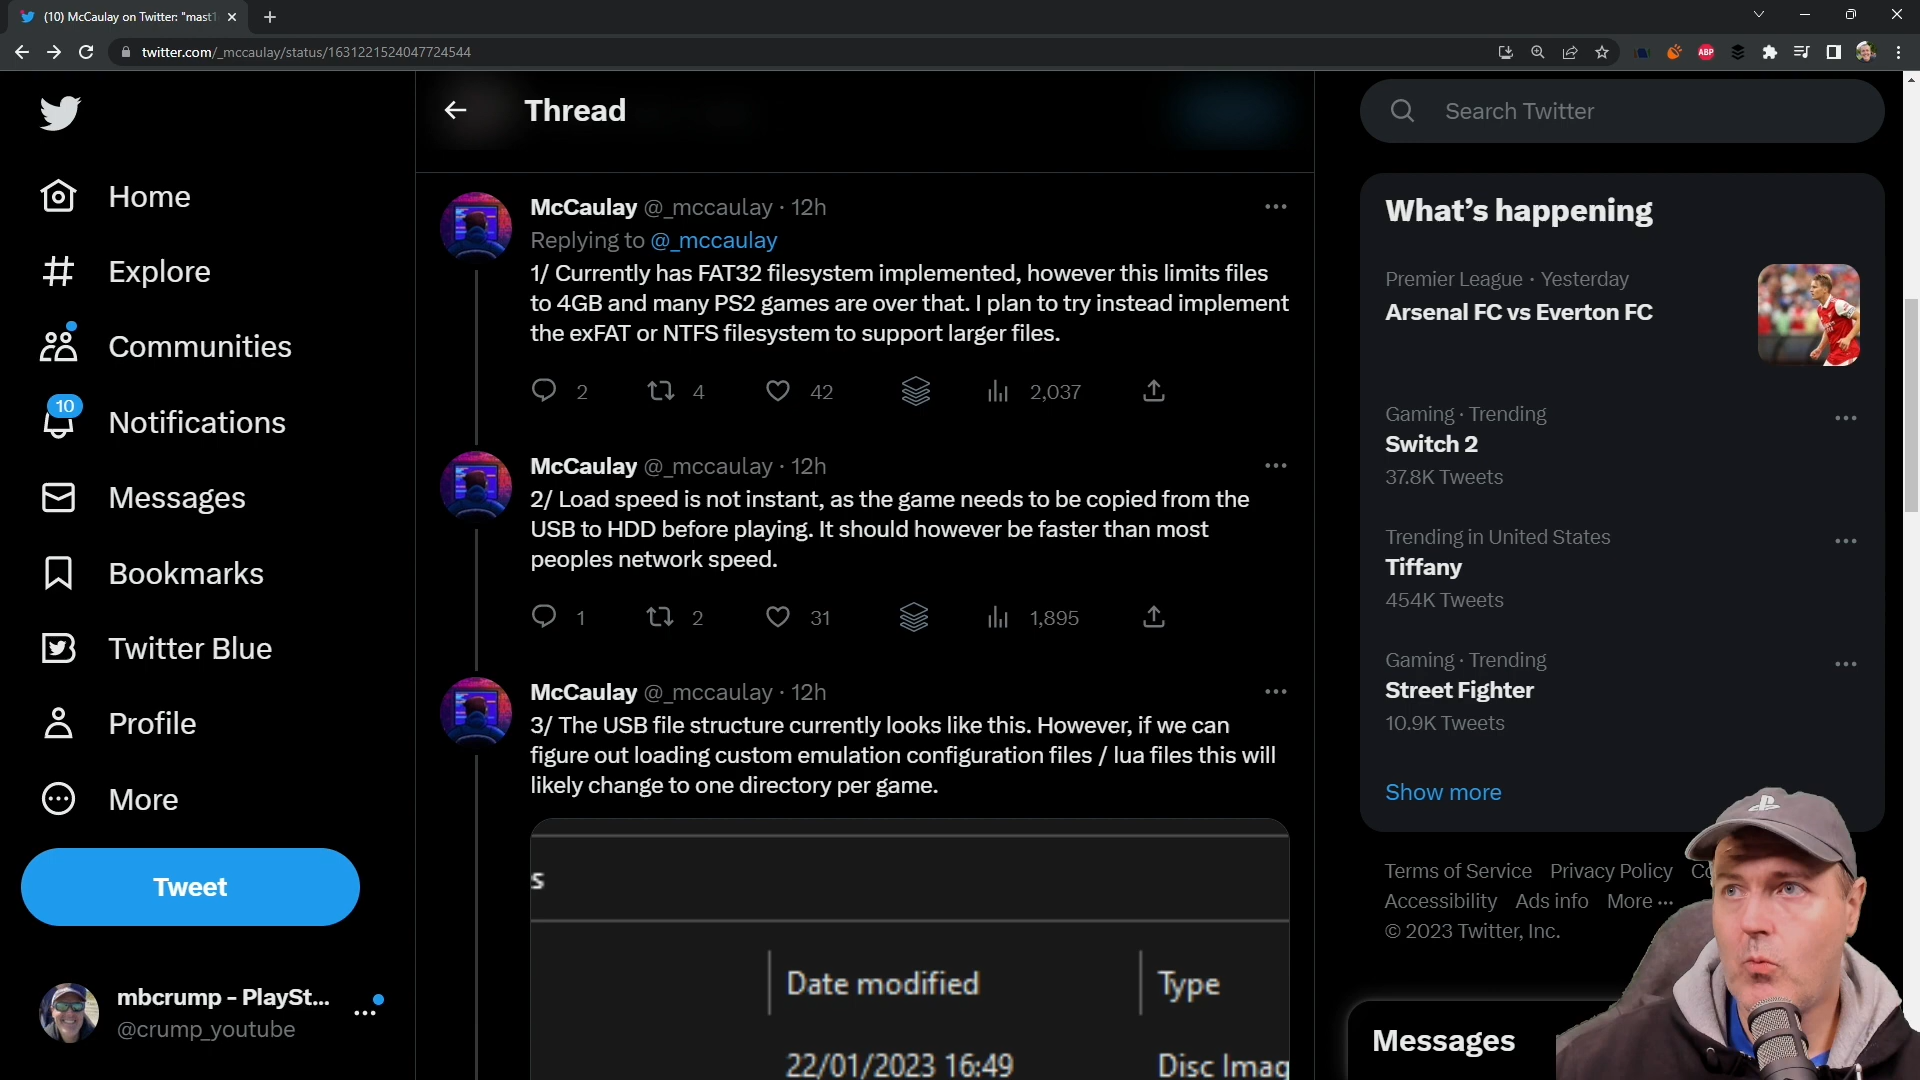 (10) McCaulay on Twitter: "mast1
twitter.com/_mccaulay/status/1631221524047724544
ABP
Thread
Search Twitter
Home
Explore
Communities
10
Notifications
Messages
Bookmarks
Twitter Blue
Profile
More
Tweet
mbcrump - PlaySt...
@crump_youtube
McCaulay @_mccaulay · 12h
Replying to @_mccaulay
1/ Currently has FAT32 filesystem implemented, however this limits files
to 4GB and many PS2 games are over that. I plan to try instead implement
the exFAT or NTFS filesystem to support larger files.
2 4 42 2,037
McCaulay @_mccaulay · 12h
2/ Load speed is not instant, as the game needs to be copied from the
USB to HDD before playing. It should however be faster than most
peoples network speed.
1 2 31 1,895
McCaulay @_mccaulay · 12h
3/ The USB file structure currently looks like this. However, if we can
figure out loading custom emulation configuration files / lua files this will
likely change to one directory per game.
s
Date modified Type
22/01/2023 16:49 Disc Imag
What's happening
Premier League · Yesterday
Arsenal FC vs Everton FC
Gaming · Trending
Switch 2
37.8K Tweets
Trending in United States
Tiffany
454K Tweets
Gaming · Trending
Street Fighter
10.9K Tweets
Show more
Terms of Service Privacy Policy
Accessibility Ads info More ...
© 2023 Twitter, Inc.
Messages